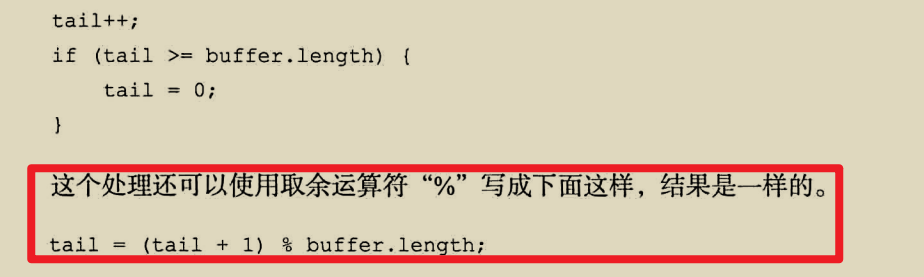 tail++;
if (tail >= buffer.length) {
    tail = 0;
}
这个处理还可以使用取余运算符“%”写成下面这样，结果是一样的。
tail = (tail + 1) % buffer.length;